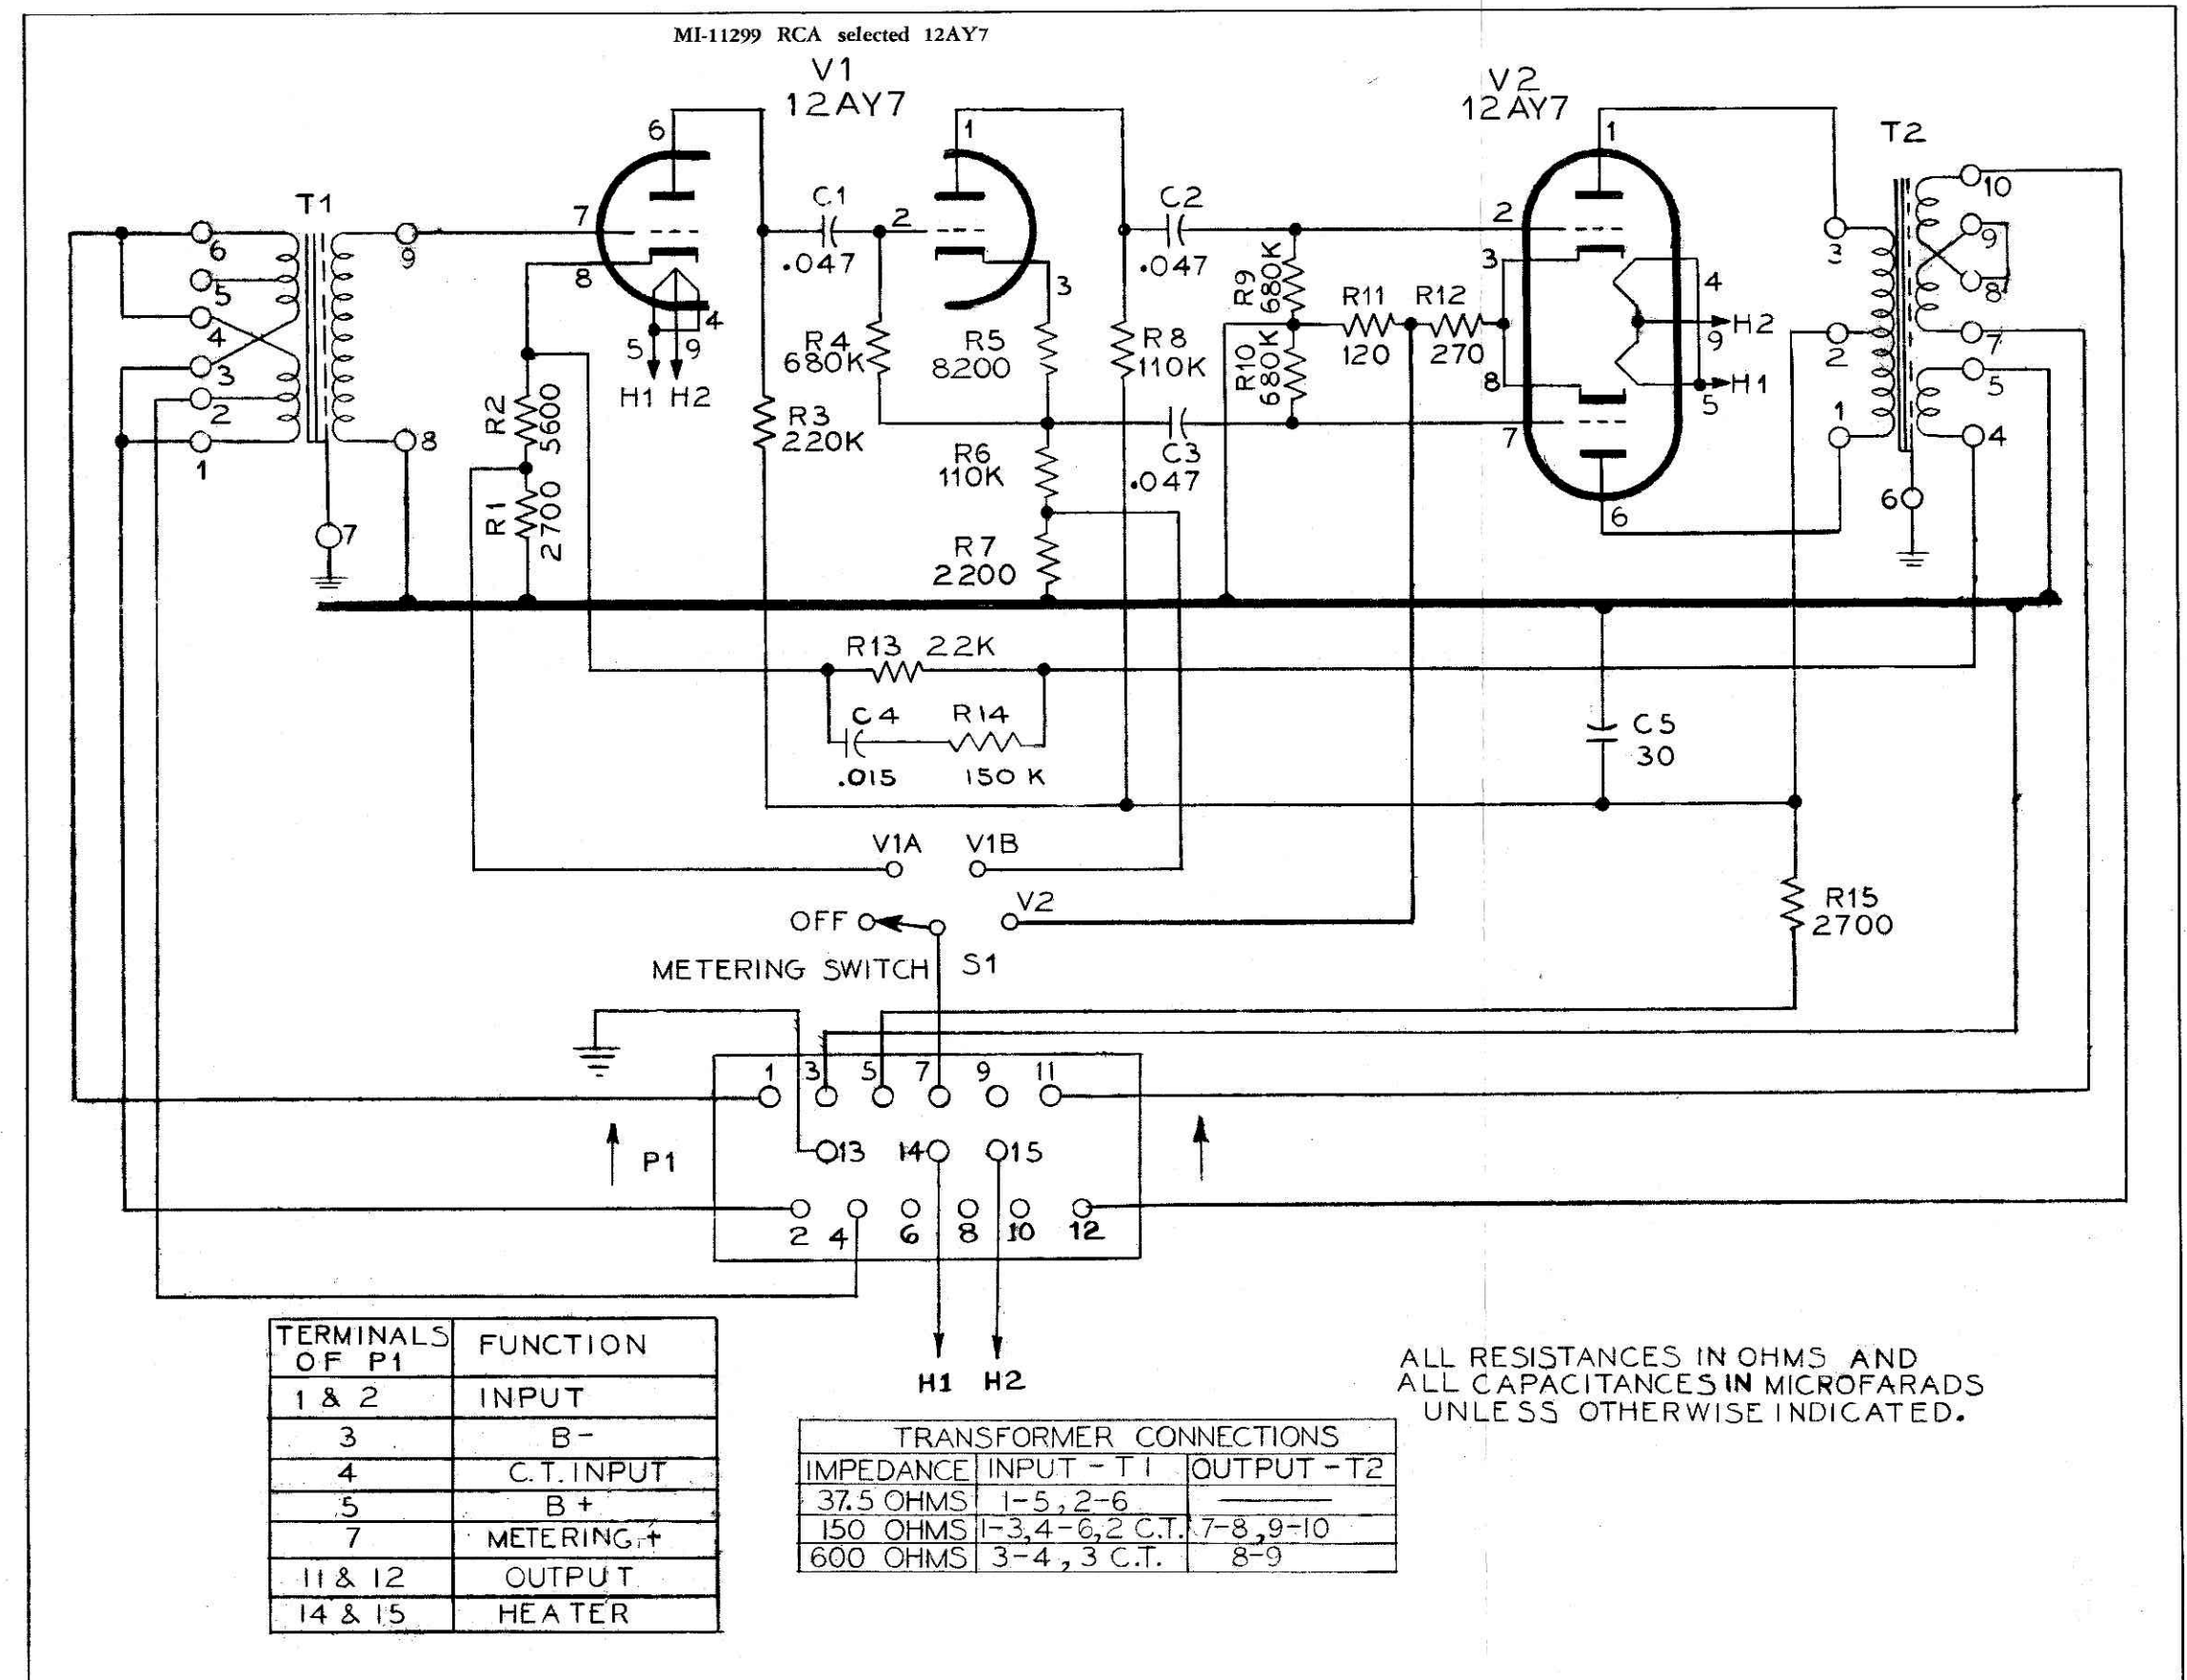 MI-11299 RCA selected 12AY7
V1
12AY7
V2
12AY7
T1
T2
6
5
4
3
2
1
9
8
7
6
7
8
5
9
4
H1 H2
C1
.047
2
1
3
C2
.047
R2
5600
R1
2700
R3
220K
R4
680K
R5
8200
R6
110K
R7
2200
R8
110K
C3
.047
R9
680K
R10
680K
R11
120
R12
270
1
2
3
8
7
6
4
9
5
H2
H1
3
2
1
10
9
8
7
5
4
6
R13 22K
C4
.015
R14
150K
C5
30
R15
2700
V1A
V1B
V2
OFF
METERING SWITCH
S1
P1
1
3
5
7
9
11
13
14
15
2
4
6
8
10
12
H1
H2
TERMINALS OF P1 FUNCTION
1 & 2 INPUT
3 B-
4 C.T. INPUT
5 B+
7 METERING +
11 & 12 OUTPUT
14 & 15 HEATER
TRANSFORMER CONNECTIONS
IMPEDANCE INPUT - T1 OUTPUT - T2
37.5 OHMS 1-5, 2-6 ———
150 OHMS 1-3, 4-6, 2 C.T. 7-8, 9-10
600 OHMS 3-4, 3 C.T. 8-9
ALL RESISTANCES IN OHMS AND
ALL CAPACITANCES IN MICROFARADS
UNLESS OTHERWISE INDICATED.